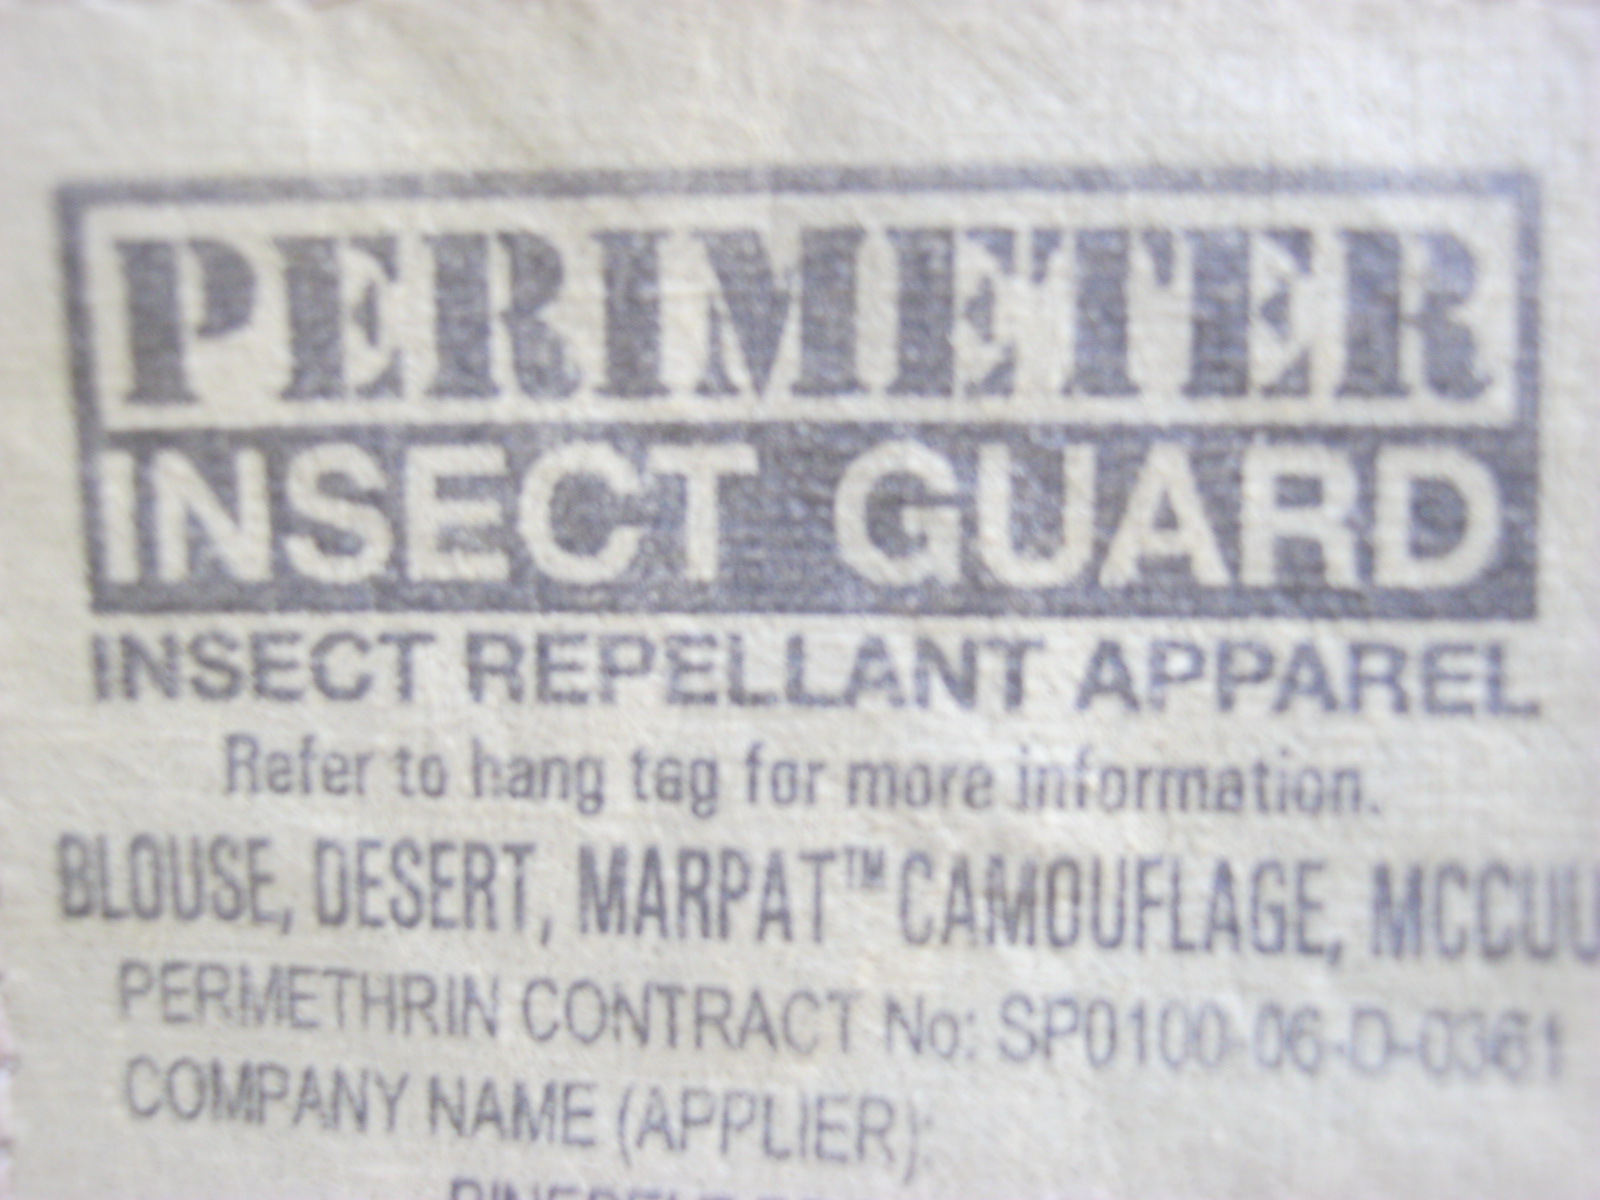 PERIMETER
INSECT GUARD
INSECT REPELLANT APPAREL
Refer to hang tag for more information.
BLOUSE, DESERT, MARPAT™ CAMOUFLAGE, MCCUU
PERMETHRIN CONTRACT No: SP0100-06-D-0361
COMPANY NAME (APPLIER):